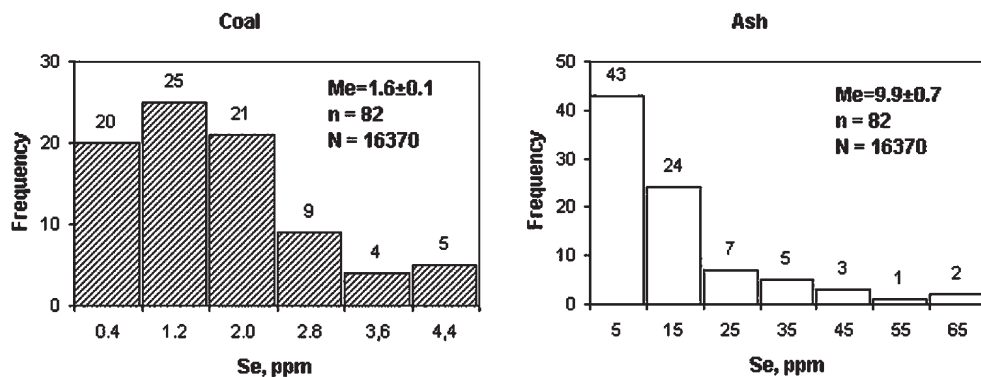 Coal
Frequency
30
20
10
0
20
25
21
9
4
5
Me=1.6±0.1
n = 82
N = 16370
0.4 1.2 2.0 2.8 3,6 4,4
Se, ppm
Ash
Frequency
50
40
30
20
10
0
43
24
7
5
3
1
2
Me=9.9±0.7
n = 82
N = 16370
5 15 25 35 45 55 65
Se, ppm